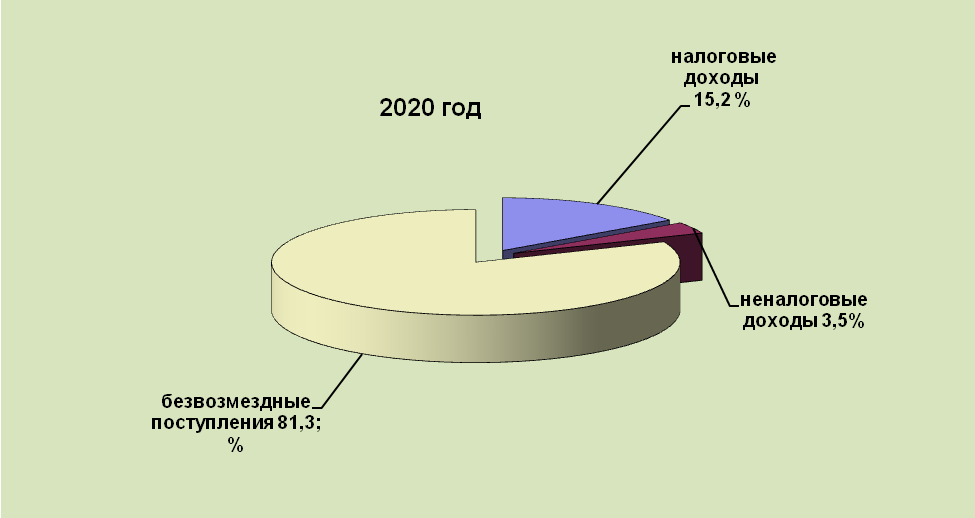 2020 год
налоговые
доходы
15,2 %
неналоговые
доходы 3,5%
безвозмездные
поступления 81,3;
%